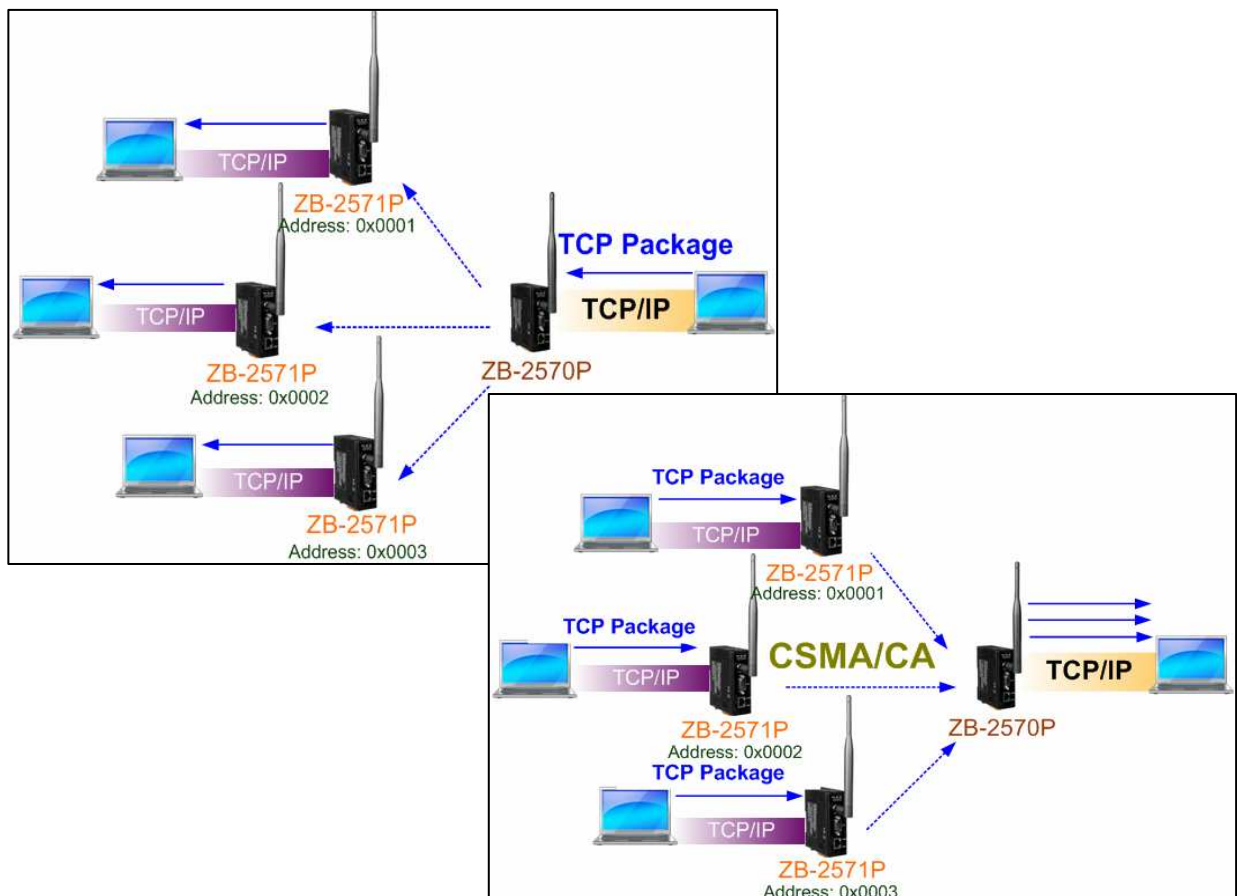 TCP/IP
ZB-2571P
Address: 0x0001
TCP Package
TCP/IP
TCP/IP
ZB-2571P
Address: 0x0002
ZB-2570P
TCP/IP
ZB-2571P
Address: 0x0003
TCP Package
TCP/IP
ZB-2571P
Address: 0x0001
TCP Package
CSMA/CA
TCP/IP
TCP/IP
ZB-2571P
Address: 0x0002
ZB-2570P
TCP Package
TCP/IP
ZB-2571P
Address: 0x0003